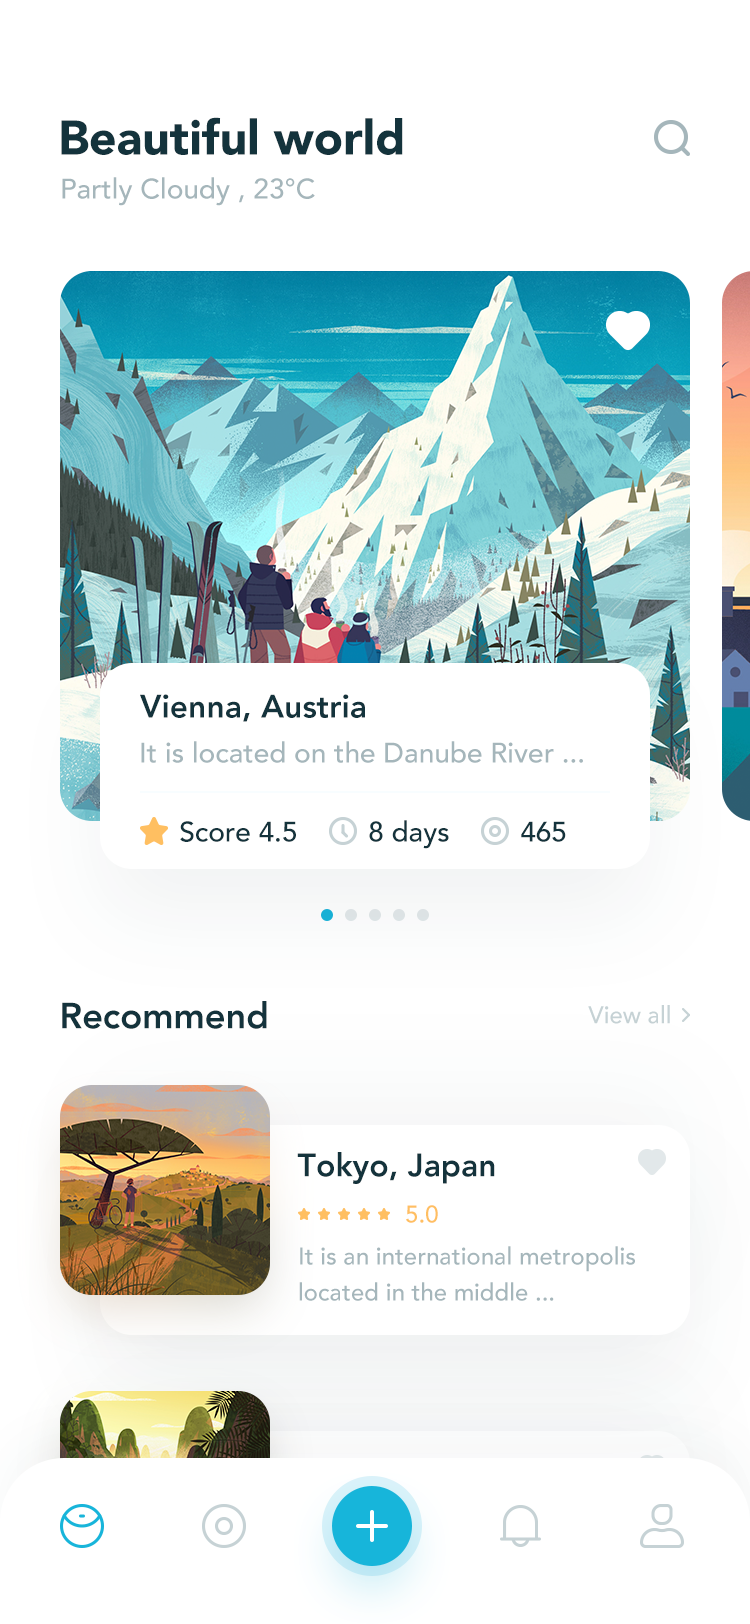 Beautiful world
Partly Cloudy , 23°C
Vienna, Austria
It is located on the Danube River ...
Score 4.5 8 days 465
Recommend View all >
Tokyo, Japan
5.0
It is an international metropolis
located in the middle ...